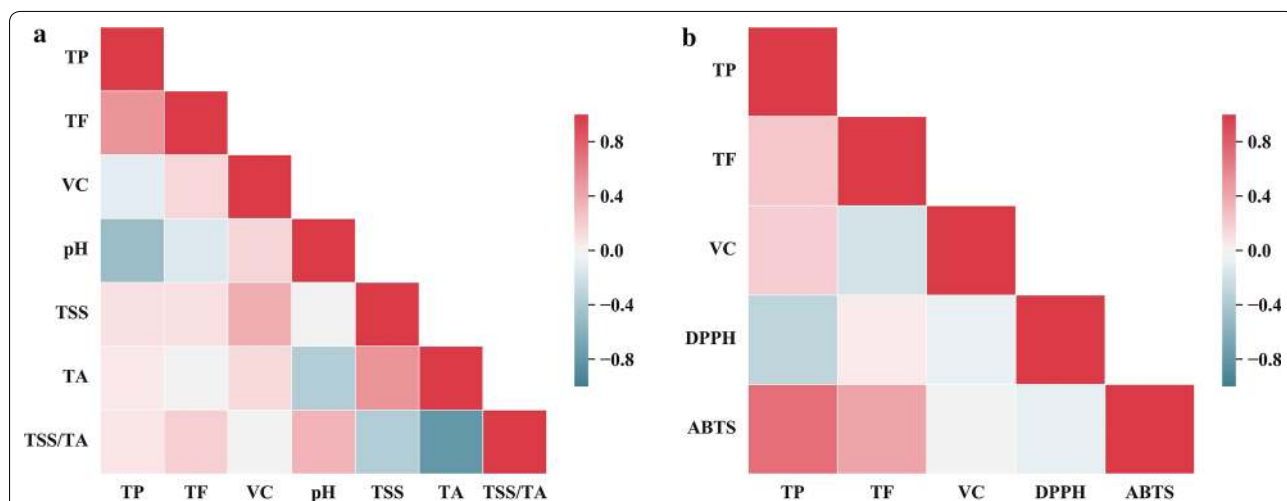 a
TP
TF
VC
pH
TSS
TA
TSS/TA
TP TF VC pH TSS TA TSS/TA
0.8
0.4
0.0
−0.4
−0.8
b
TP
TF
VC
DPPH
ABTS
TP TF VC DPPH ABTS
0.8
0.4
0.0
−0.4
−0.8